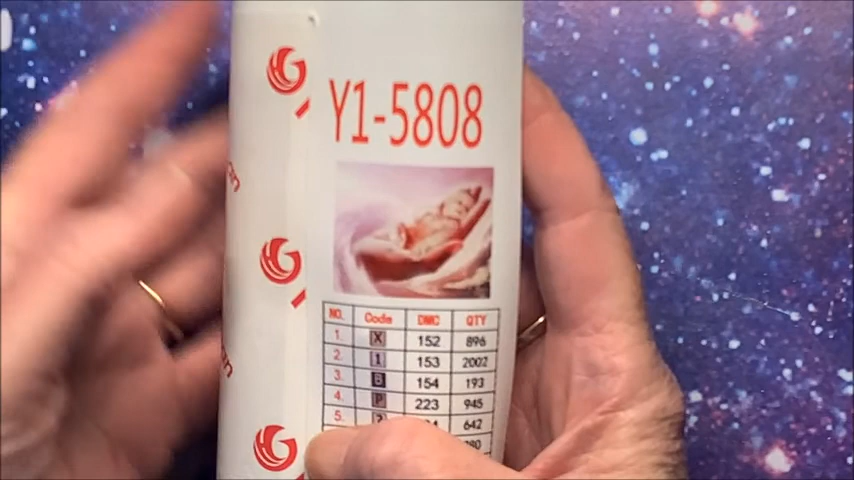 Y1-5808
NO. Code DMC QTY
1. X 152 896
2. 1 153 2002
3. B 154 193
4. P 223 945
5. 642